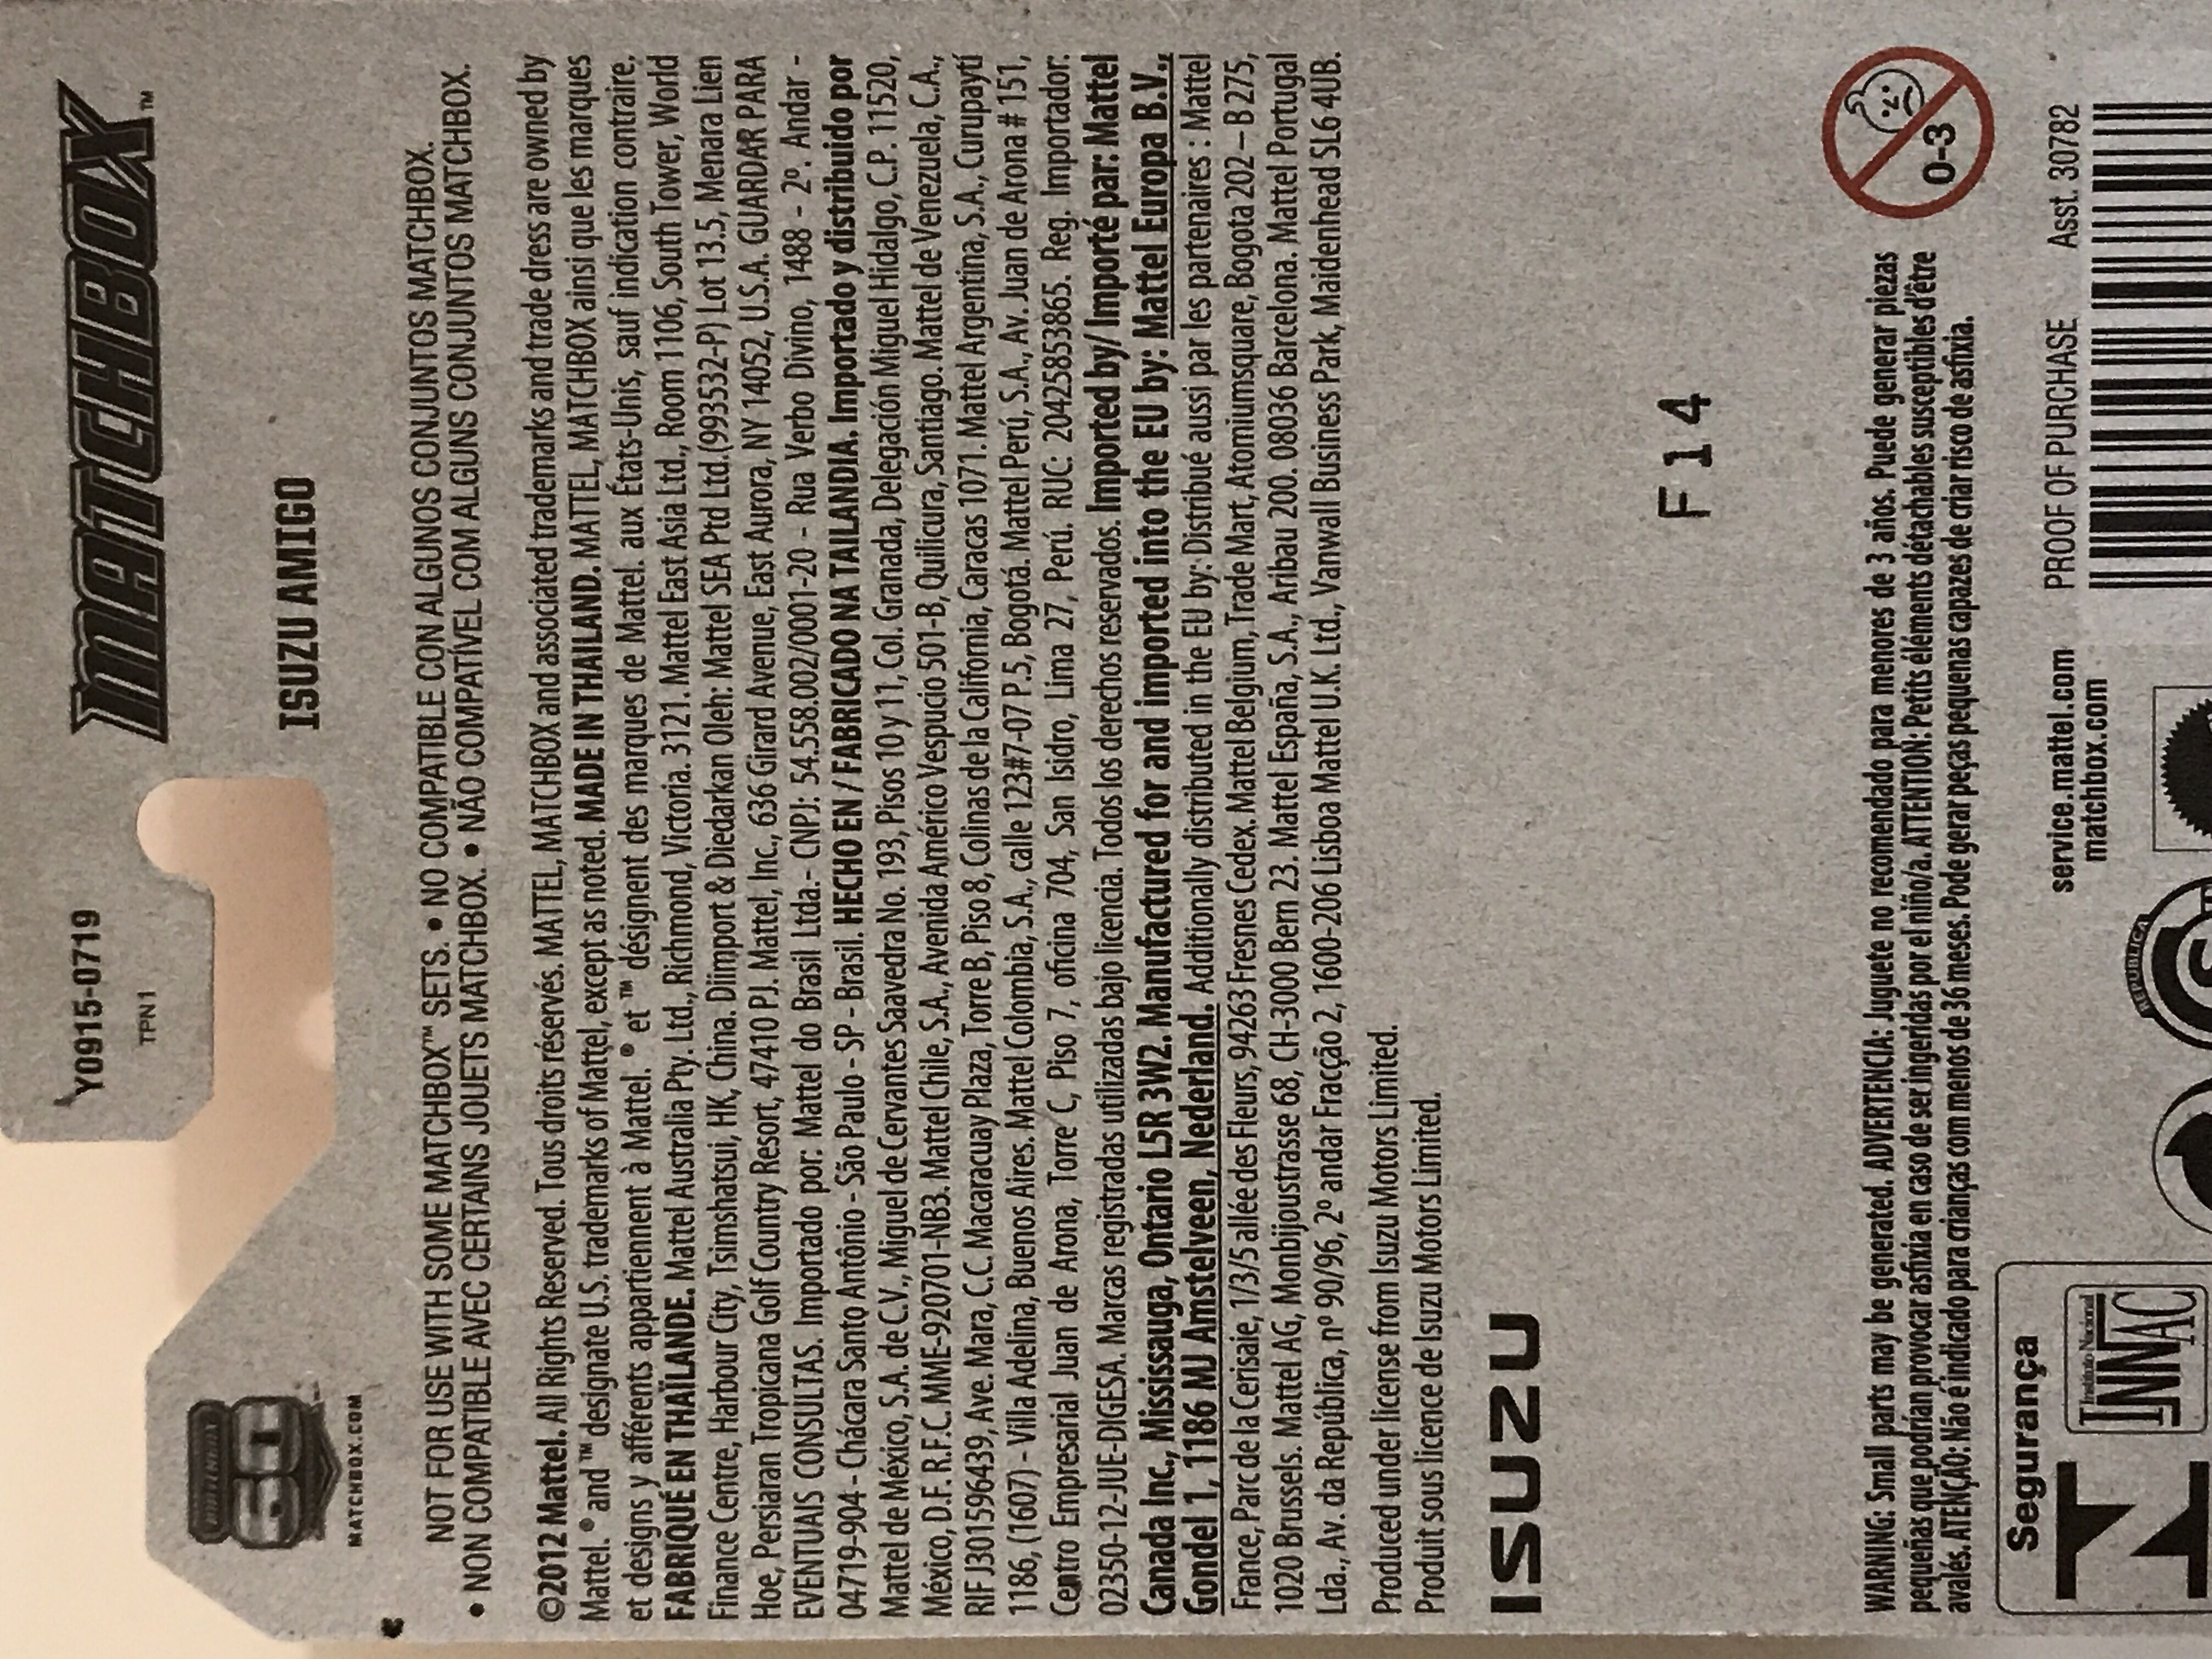 Y0915-0719
TPN1
MATCHBOX™
MATCHBOX.COM
ISUZU AMIGO
NOT FOR USE WITH SOME MATCHBOX™ SETS. • NO COMPATIBLE CON ALGUNOS CONJUNTOS MATCHBOX.
• NON COMPATIBLE AVEC CERTAINS JOUETS MATCHBOX. • NÃO COMPATÍVEL COM ALGUNS CONJUNTOS MATCHBOX.
©2012 Mattel. All Rights Reserved. Tous droits réservés. MATTEL, MATCHBOX and associated trademarks and trade dress are owned by
Mattel. ® and ™ designate U.S. trademarks of Mattel, except as noted. MADE IN THAILAND. MATTEL, MATCHBOX ainsi que les marques
et designs y afférents appartiennent à Mattel. ® et ™ désignent des marques de Mattel. aux États-Unis, sauf indication contraire.
FABRIQUÉ EN THAÏLANDE. Mattel Australia Pty. Ltd., Richmond, Victoria. 3121. Mattel East Asia Ltd., Room 1106, South Tower, World
Finance Centre, Harbour City, Tsimshatsui, HK, China. Diimport & Diedarkan Oleh: Mattel SEA Ptd Ltd.(993532-P) Lot 13.5, Menara Lien
Hoe, Persiaran Tropicana Golf Country Resort, 47410 PJ. Mattel, Inc., 636 Girard Avenue, East Aurora, NY 14052, U.S.A. GUARDAR PARA
EVENTUAIS CONSULTAS. Importado por: Mattel do Brasil Ltda.- CNPJ: 54.558.002/0001-20 - Rua Verbo Divino, 1488 - 2º. Andar -
04719-904 - Chácara Santo Antônio - São Paulo - SP - Brasil. HECHO EN / FABRICADO NA TAILANDIA. Importado y distribuido por
Mattel de México, S.A. de C.V., Miguel de Cervantes Saavedra No. 193, Pisos 10 y 11, Col. Granada, Delegación Miguel Hidalgo, C.P. 11520,
México, D.F. R.F.C. MME-920701-NB3. Mattel Chile, S.A., Avenida Américo Vespucio 501-B, Quilicura, Santiago. Mattel de Venezuela, C.A.,
RIF J301596439, Ave. Mara, C.C. Macaracuay Plaza, Torre B, Piso 8, Colinas de la California, Caracas 1071. Mattel Argentina, S.A., Curupaytí
1186, (1607) - Villa Adelina, Buenos Aires. Mattel Colombia, S.A., calle 123#7-07 P.5, Bogotá. Mattel Perú, S.A., Av. Juan de Arona # 151,
Centro Empresarial Juan de Arona, Torre C, Piso 7, oficina 704, San Isidro, Lima 27, Perú. RUC: 20425853865. Reg. Importador:
02350-12-JUE-DIGESA. Marcas registradas utilizadas bajo licencia. Todos los derechos reservados. Imported by/ Importé par: Mattel
Canada Inc., Mississauga, Ontario L5R 3W2. Manufactured for and imported into the EU by: Mattel Europa B.V.,
Gondel 1, 1186 MJ Amstelveen, Nederland. Additionally distributed in the EU by: Distribué aussi par les partenaires : Mattel
France, Parc de la Cerisaie, 1/3/5 allée des Fleurs, 94263 Fresnes Cedex. Mattel Belgium, Trade Mart, Atomiumsquare, Bogota 202 – B 275,
1020 Brussels. Mattel AG, Monbijoustrasse 68, CH-3000 Bern 23. Mattel España, S.A., Aribau 200. 08036 Barcelona. Mattel Portugal
Lda., Av. da República, nº 90/96, 2º andar Fracção 2, 1600-206 Lisboa Mattel U.K. Ltd., Vanwall Business Park, Maidenhead SL6 4UB.
Produced under license from Isuzu Motors Limited.
Produit sous licence de Isuzu Motors Limited.
ISUZU
F14
WARNING: Small parts may be generated. ADVERTENCIA: Juguete no recomendado para menores de 3 años. Puede generar piezas
pequeñas que podrían provocar asfixia en caso de ser ingeridas por el niño/a. ATTENTION: Petits éléments détachables susceptibles d'être
avalés. ATENÇÃO: Não é indicado para crianças com menos de 36 meses. Pode gerar peças pequenas capazes de criar risco de asfixia.
0-3
Segurança
Instituto Nacional
INNAC
REPUBLICA
service.mattel.com
matchbox.com
PROOF OF PURCHASE Asst. 30782